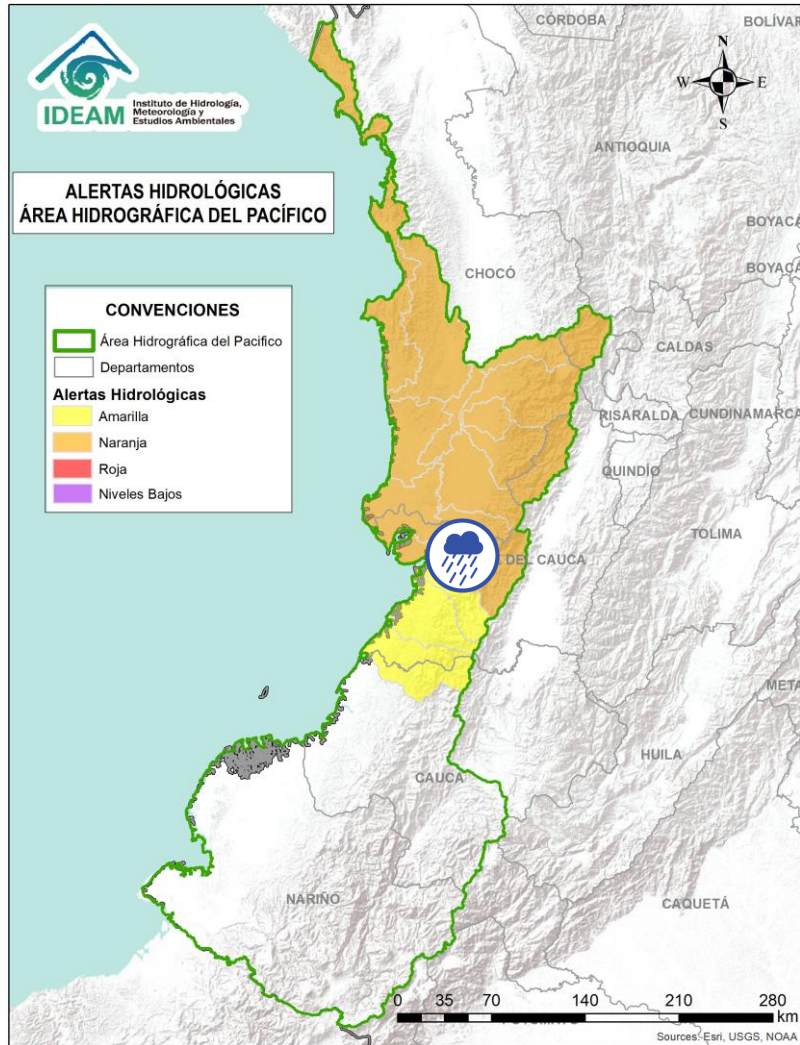 CÓRDOBA
BOLÍVAR
N
W E
S
IDEAM
Instituto de Hidrología,
Meteorología y
Estudios Ambientales
ANTIOQUIA
ALERTAS HIDROLÓGICAS
ÁREA HIDROGRÁFICA DEL PACÍFICO
BOYACÁ
BOYACÁ
CHOCÓ
CONVENCIONES
Área Hidrográfica del Pacifico
Departamentos
Alertas Hidrológicas
Amarilla
Naranja
Roja
Niveles Bajos
CALDAS
RISARALDA
CUNDINAMARCA
QUINDÍO
TOLIMA
DEL CAUCA
META
HUILA
CAUCA
NARIÑO
CAQUETÁ
0 35 70 140 210 280
km
Sources: Esri, USGS, NOAA